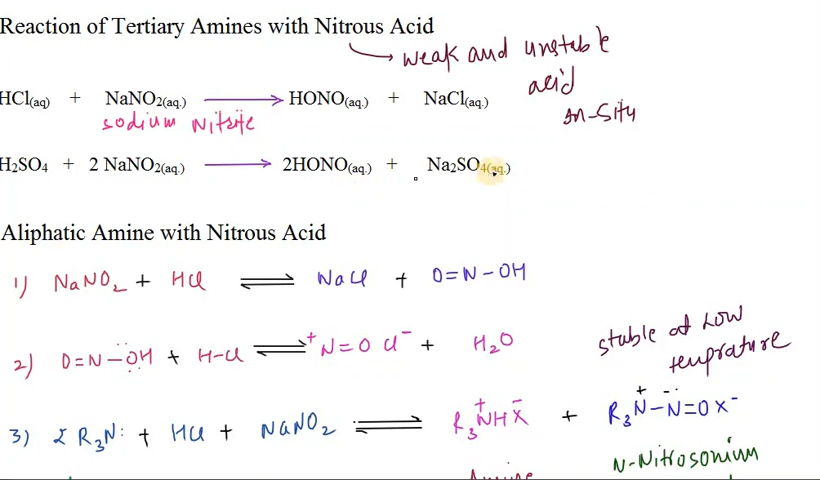 Reaction of Tertiary Amines with Nitrous Acid
→ weak and unstable
acid
In-situ
HCl(aq) + NaNO2(aq.) → HONO(aq.) + NaCl(aq.)
sodium Nitrite
H2SO4 + 2 NaNO2(aq.) → 2HONO(aq.) + Na2SO4(aq.)
Aliphatic Amine with Nitrous Acid
1) NaNO2 + HCl ⇌ NaCl + O=N-OH
2) O=N-ÖH + H-Cl ⇌ +N=O Cl- + H2O
stable at Low
temprature
3) 2 R3N: + HCl + NaNO2 ⇌ R3N+H X- + R3N+-N̈=O X-
N-Nitrosonium